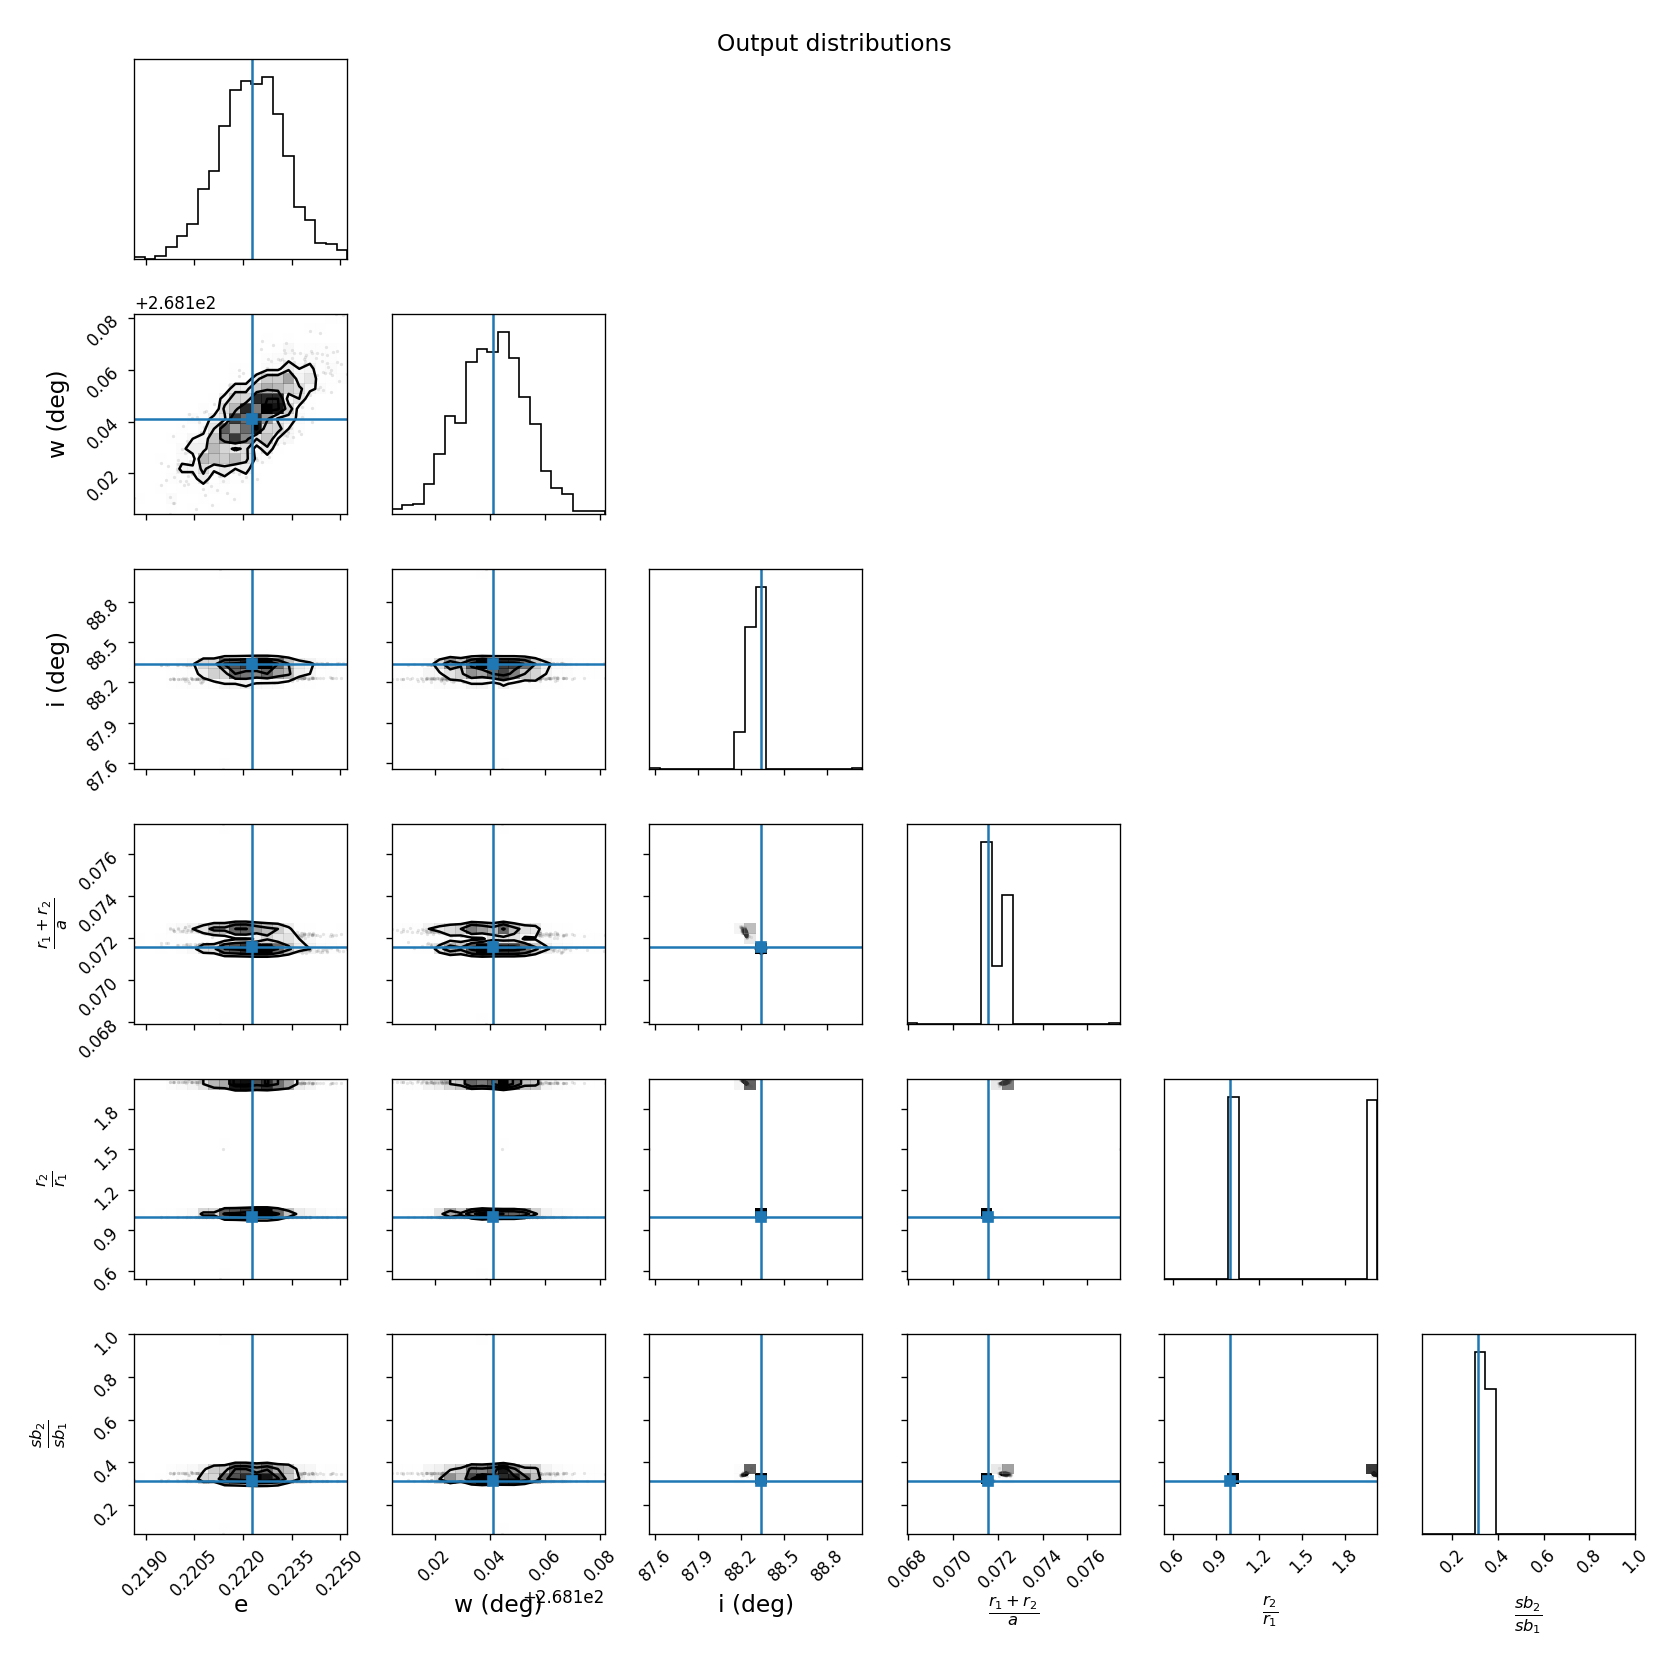 Output distributions
+2.681e2
0.08
0.06
0.04
0.02
w (deg)
88.8
88.5
88.2
87.9
87.6
i (deg)
0.076
0.074
0.072
0.070
0.068
r₁ + r₂
a
1.8
1.5
1.2
0.9
0.6
r₂
r₁
1.0
0.8
0.6
0.4
0.2
sb₂
sb₁
0.2190 0.2205 0.2220 0.2235 0.2250
e
0.02 0.04 0.06 0.08
+2.681e2
w (deg)
87.6 87.9 88.2 88.5 88.8
i (deg)
0.068 0.070 0.072 0.074 0.076
r₁ + r₂
a
0.6 0.9 1.2 1.5 1.8
r₂
r₁
0.2 0.4 0.6 0.8 1.0
sb₂
sb₁